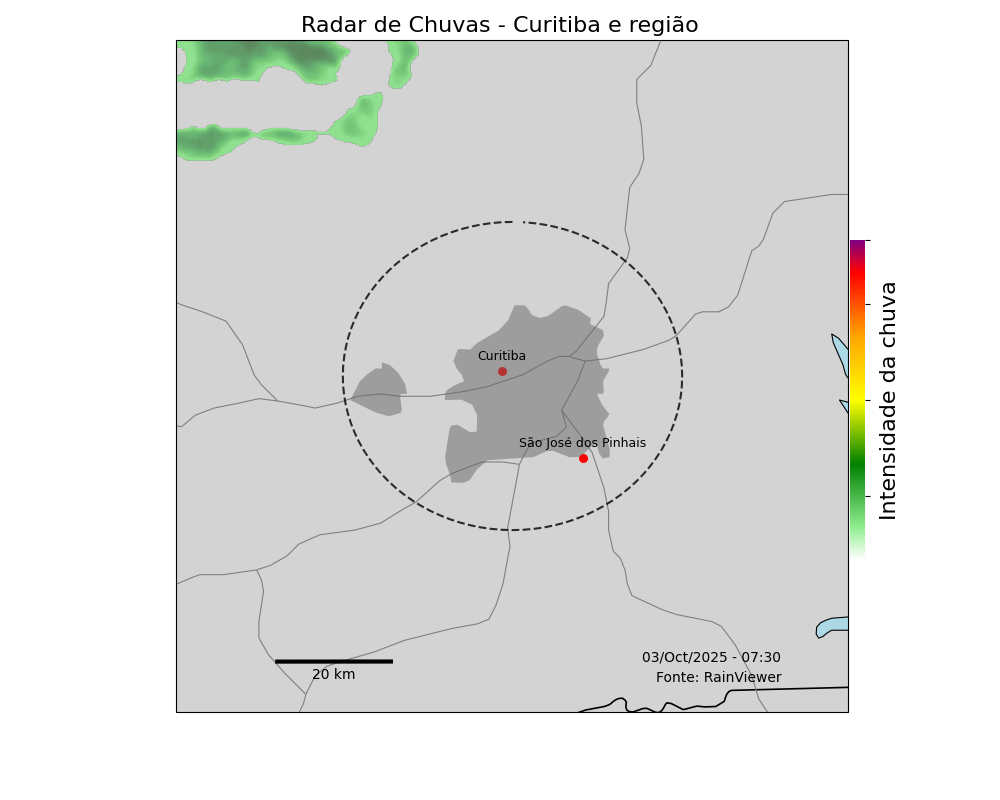 Radar de Chuvas - Curitiba e região
Curitiba
São José dos Pinhais
Intensidade da chuva
20 km
03/Oct/2025 - 07:30
Fonte: RainViewer